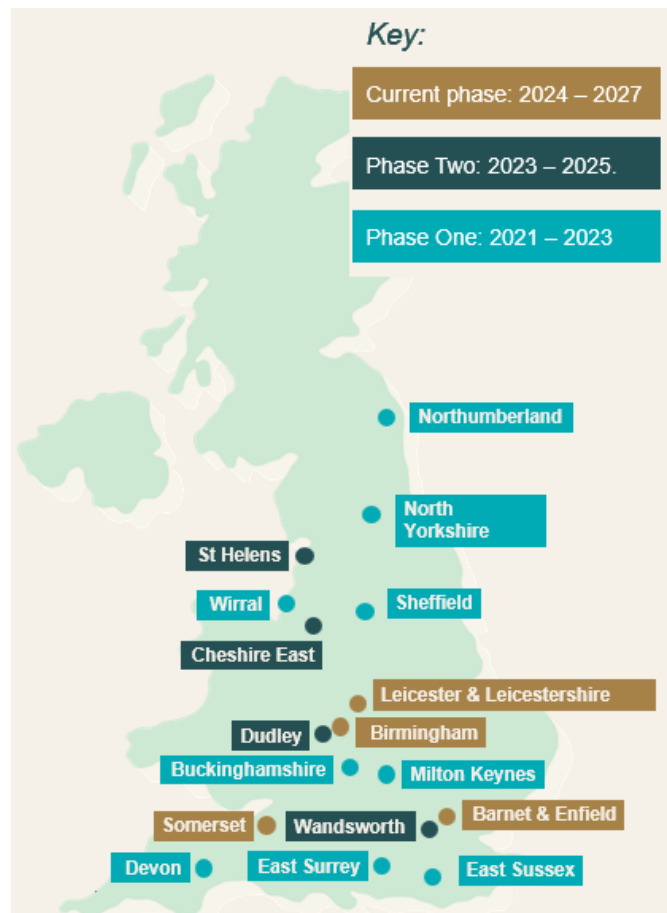 Key:
Current phase: 2024 – 2027
Phase Two: 2023 – 2025.
Phase One: 2021 – 2023
Northumberland
North
Yorkshire
St Helens
Wirral
Sheffield
Cheshire East
Leicester & Leicestershire
Dudley
Birmingham
Buckinghamshire
Milton Keynes
Somerset
Wandsworth
Barnet & Enfield
Devon
East Surrey
East Sussex